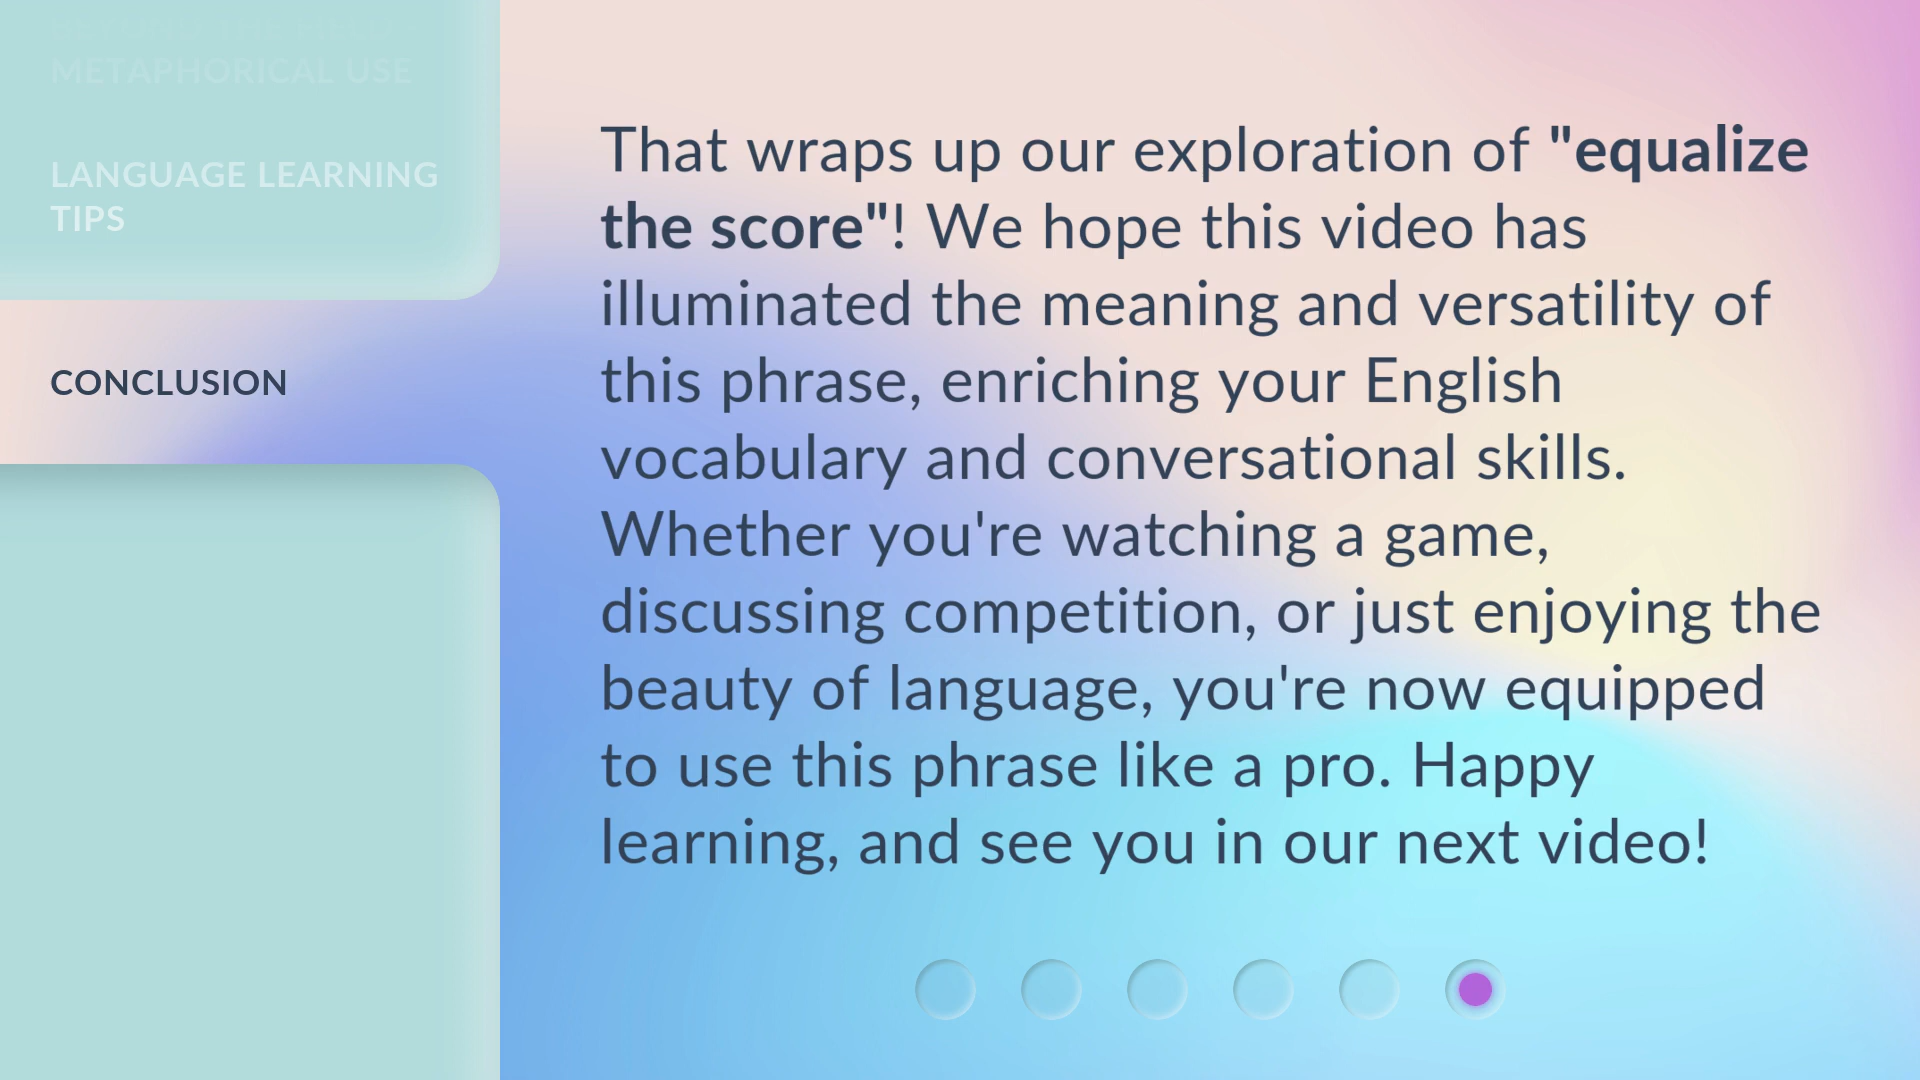 BEYOND THE FIELD -
METAPHORICAL USE
LANGUAGE LEARNING
TIPS
CONCLUSION
That wraps up our exploration of "equalize
the score"! We hope this video has
illuminated the meaning and versatility of
this phrase, enriching your English
vocabulary and conversational skills.
Whether you're watching a game,
discussing competition, or just enjoying the
beauty of language, you're now equipped
to use this phrase like a pro. Happy
learning, and see you in our next video!